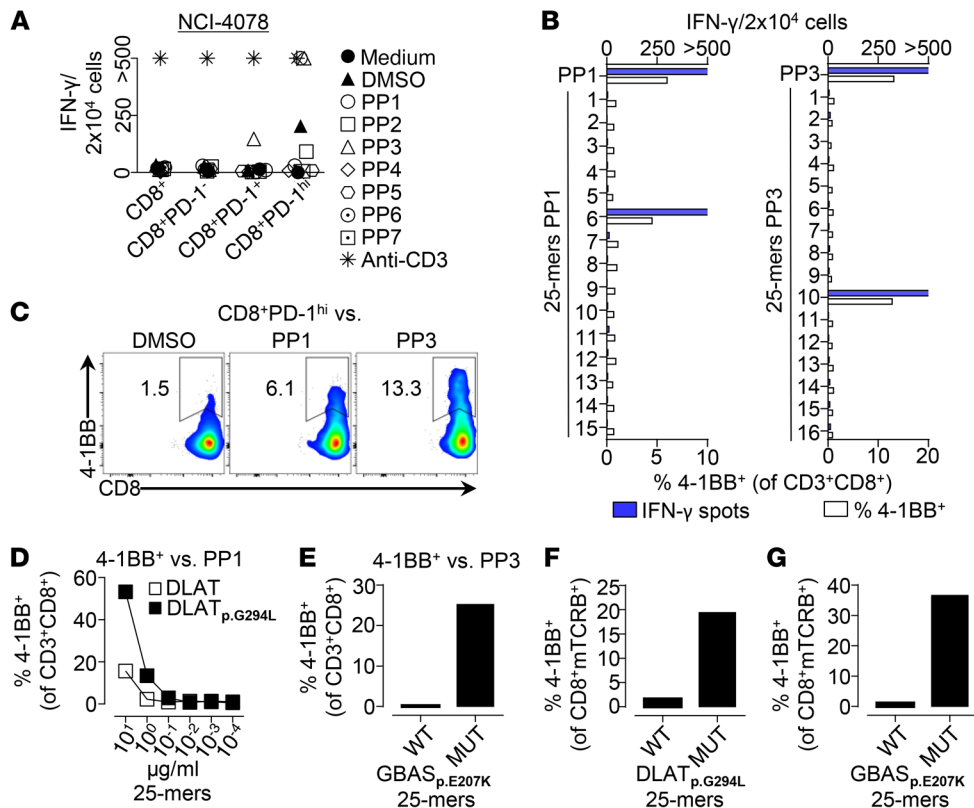 A
NCI-4078
IFN-γ/
2x10⁴ cells
>500
250
0
CD8⁺
CD8⁺PD-1⁻
CD8⁺PD-1⁺
CD8⁺PD-1ʰⁱ
Medium
DMSO
PP1
PP2
PP3
PP4
PP5
PP6
PP7
Anti-CD3
B
IFN-γ/2x10⁴ cells
0 250 >500
PP1
25-mers PP1
1
2
3
4
5
6
7
8
9
10
11
12
13
14
15
0 5 10
0 250 >500
PP3
25-mers PP3
1
2
3
4
5
6
7
8
9
10
11
12
13
14
15
16
0 10 20
% 4-1BB⁺ (of CD3⁺CD8⁺)
IFN-γ spots
% 4-1BB⁺
C
CD8⁺PD-1ʰⁱ vs.
DMSO PP1 PP3
1.5 6.1 13.3
4-1BB
CD8
D
4-1BB⁺ vs. PP1
% 4-1BB⁺
(of CD3⁺CD8⁺)
60
40
20
0
DLAT
DLATp.G294L
10¹ 10⁰ 10⁻¹ 10⁻² 10⁻³ 10⁻⁴
µg/ml
25-mers
E
4-1BB⁺ vs. PP3
% 4-1BB⁺
(of CD3⁺CD8⁺)
30
20
10
0
WT MUT
GBASp.E207K
25-mers
F
% 4-1BB⁺
(of CD8⁺mTCRB⁺)
25
20
15
10
5
0
WT MUT
DLATp.G294L
25-mers
G
% 4-1BB⁺
(of CD8⁺mTCRB⁺)
40
30
20
10
0
WT MUT
GBASp.E207K
25-mers